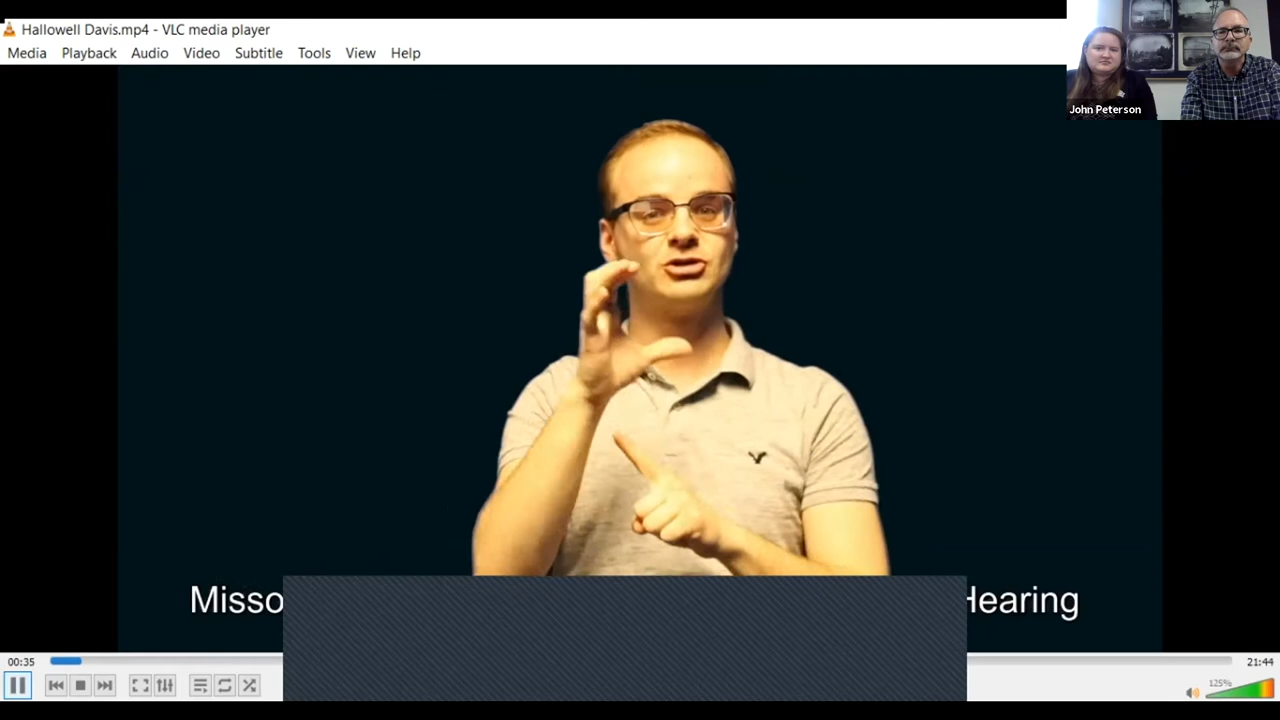 Hallowell Davis.mp4 - VLC media player
Media Playback Audio Video Subtitle Tools View Help
John Peterson
Misso
Hearing
00:35
21:44
125%